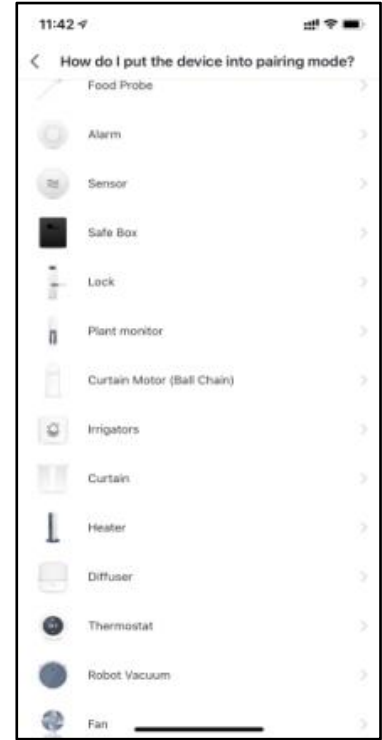 11:42
How do I put the device into pairing mode?
Food Probe
Alarm
Sensor
Safe Box
Lock
Plant monitor
Curtain Motor (Ball Chain)
Irrigators
Curtain
Heater
Diffuser
Thermostat
Robot Vacuum
Fan